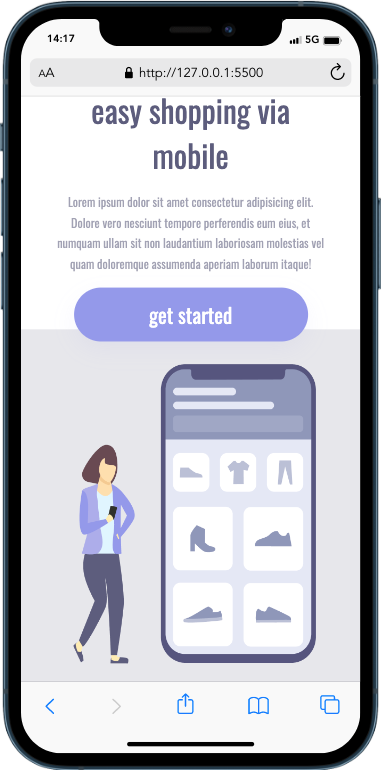 14:17
5G
AA
http://127.0.0.1:5500
easy shopping via
mobile
Lorem ipsum dolor sit amet consectetur adipisicing elit.
Dolore vero nesciunt tempore perferendis eum eius, et
numquam ullam sit non laudantium laboriosam molestias vel
quam doloremque assumenda aperiam laborum itaque!
get started